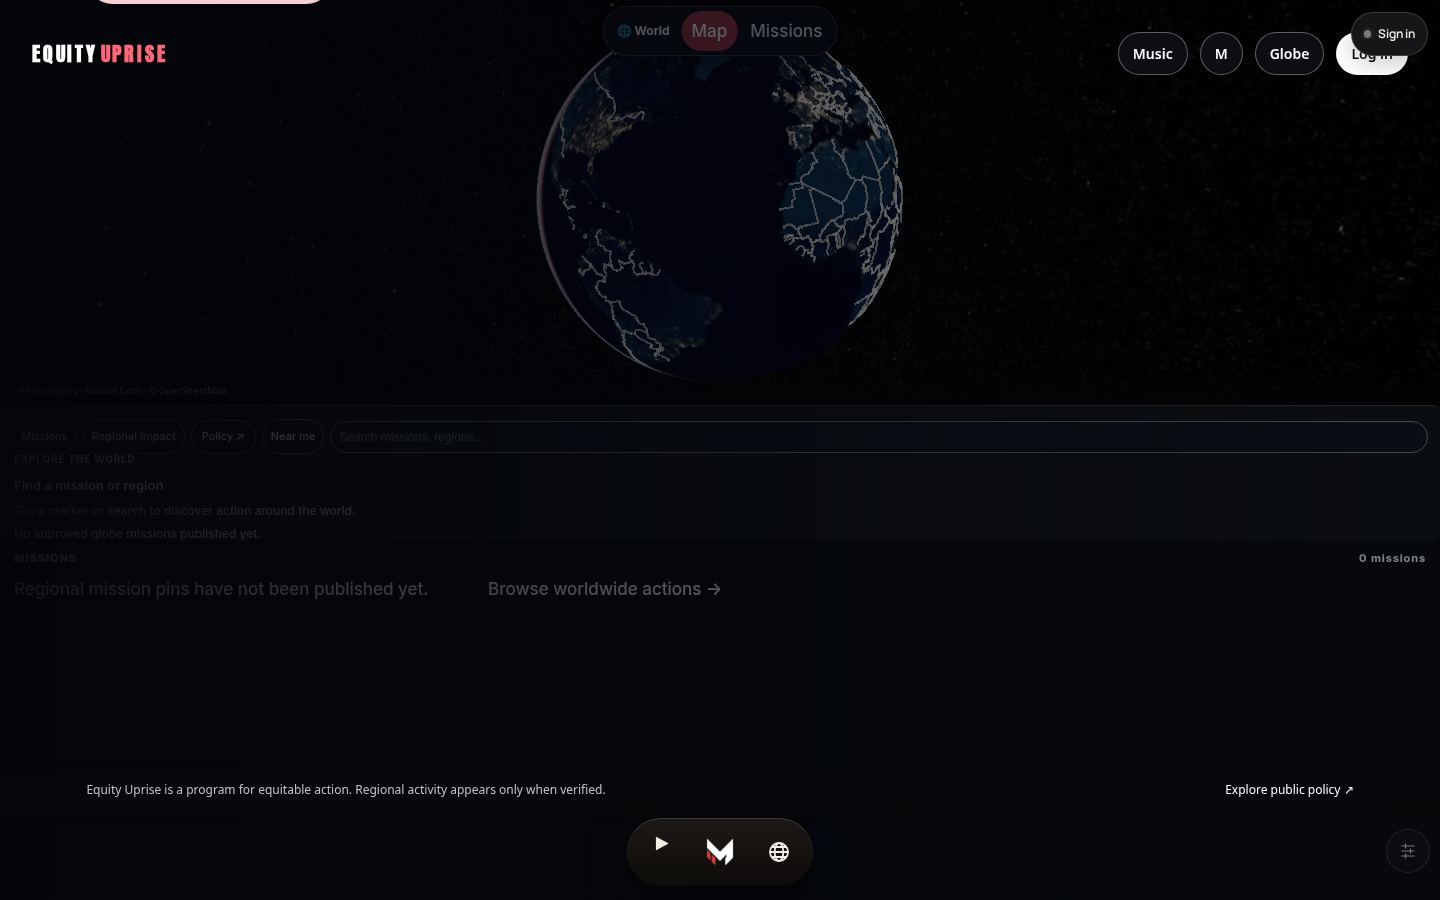 🌐 World Map Missions
Sign in
EQUITY UPRISE
Music M Globe Log in
NASA Imagery · Natural Earth · © OpenStreetMap
Missions Regional Impact Policy ↗ Near me Search missions, regions...
EXPLORE THE WORLD
Find a mission or region
Tap a marker or search to discover action around the world.
No approved globe missions published yet.
MISSIONS 0 missions
Regional mission pins have not been published yet. Browse worldwide actions →
Equity Uprise is a program for equitable action. Regional activity appears only when verified. Explore public policy ↗